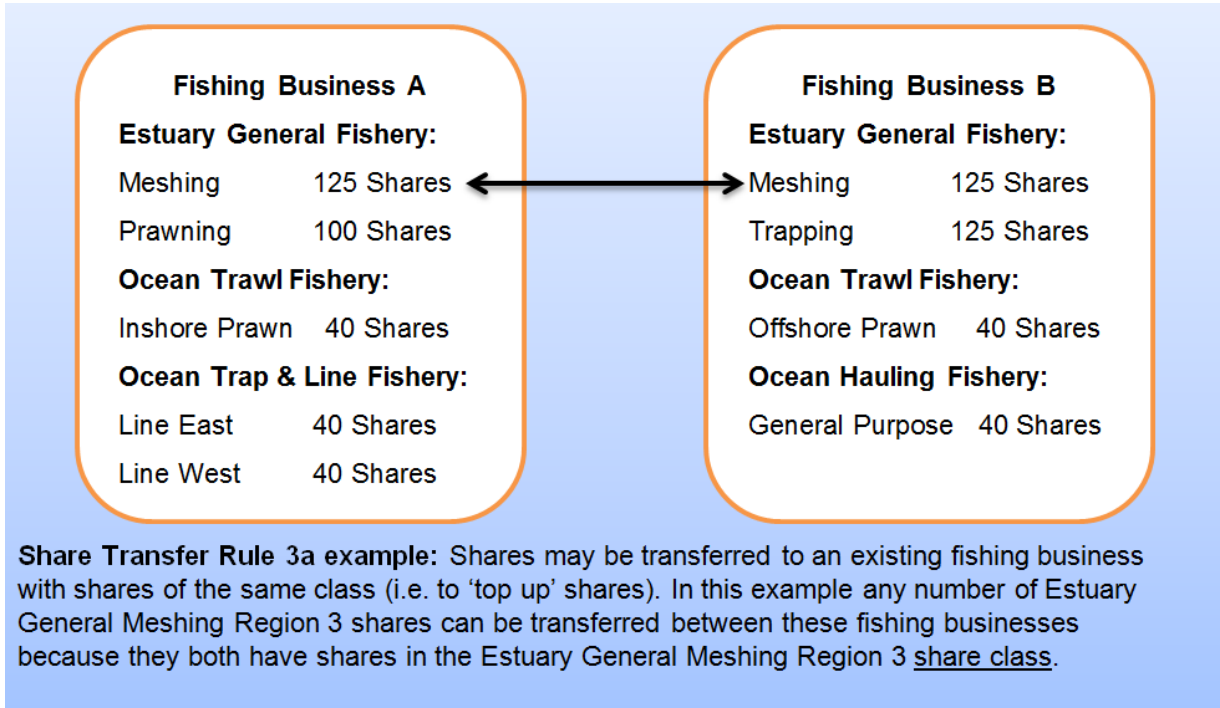 Fishing Business A
Estuary General Fishery:
Meshing 125 Shares
Prawning 100 Shares
Ocean Trawl Fishery:
Inshore Prawn 40 Shares
Ocean Trap & Line Fishery:
Line East 40 Shares
Line West 40 Shares
Fishing Business B
Estuary General Fishery:
Meshing 125 Shares
Trapping 125 Shares
Ocean Trawl Fishery:
Offshore Prawn 40 Shares
Ocean Hauling Fishery:
General Purpose 40 Shares
Share Transfer Rule 3a example: Shares may be transferred to an existing fishing business
with shares of the same class (i.e. to ‘top up’ shares). In this example any number of Estuary
General Meshing Region 3 shares can be transferred between these fishing businesses
because they both have shares in the Estuary General Meshing Region 3 share class.